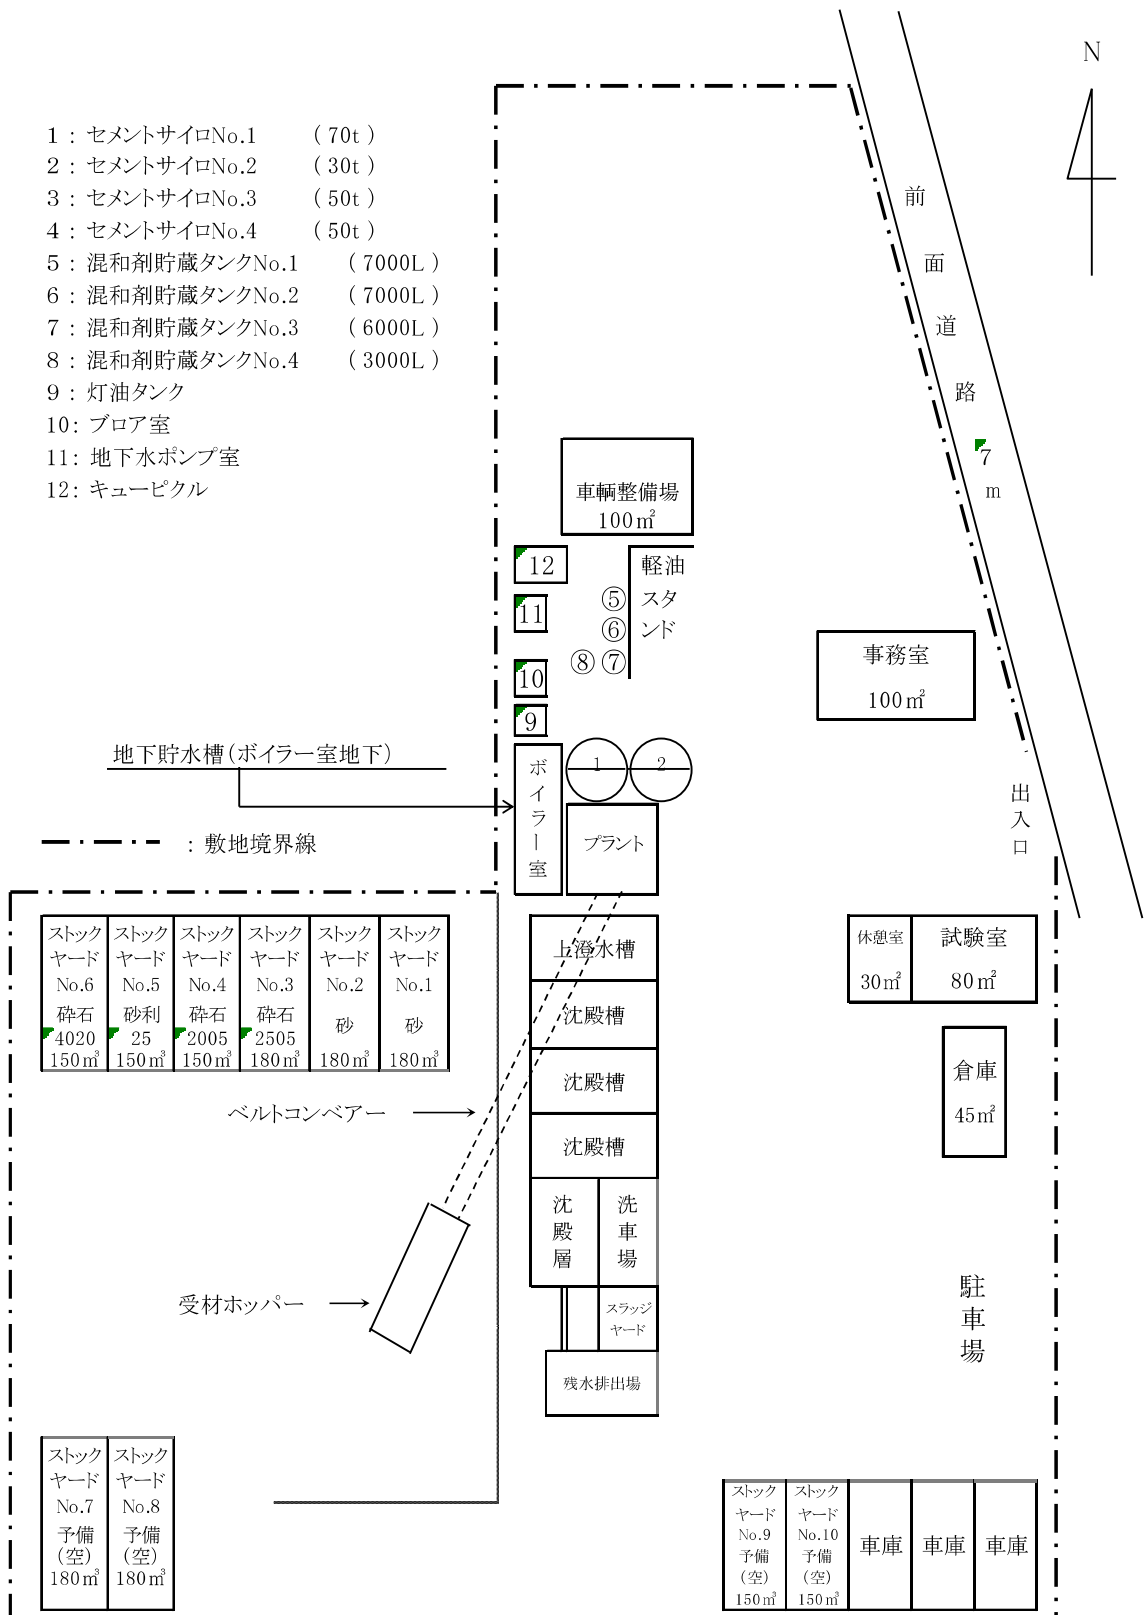 N
1 : セメントサイロNo.1 ( 70t )
2 : セメントサイロNo.2 ( 30t )
3 : セメントサイロNo.3 ( 50t )
4 : セメントサイロNo.4 ( 50t )
5 : 混和剤貯蔵タンクNo.1 ( 7000L )
6 : 混和剤貯蔵タンクNo.2 ( 7000L )
7 : 混和剤貯蔵タンクNo.3 ( 6000L )
8 : 混和剤貯蔵タンクNo.4 ( 3000L )
9 : 灯油タンク
10: ブロア室
11: 地下水ポンプ室
12: キューピクル
前面道路
7
m
車輌整備場
100㎡
12
11
10
9
軽油
スタ
ンド
⑤
⑥
⑧ ⑦
事務室
100㎡
地下貯水槽(ボイラー室地下)
ボイラー室
1
2
プラント
出入口
: 敷地境界線
ストック
ヤード
No.6
砕石
4020
150㎥
ストック
ヤード
No.5
砂利
25
150㎥
ストック
ヤード
No.4
砕石
2005
150㎥
ストック
ヤード
No.3
砕石
2505
180㎥
ストック
ヤード
No.2
砂
180㎥
ストック
ヤード
No.1
砂
180㎥
上澄水槽
沈殿槽
沈殿槽
沈殿槽
沈殿層
洗車場
スラッジ
ヤード
残水排出場
休憩室
30㎡
試験室
80㎡
倉庫
45㎡
ベルトコンベアー
受材ホッパー
駐車場
ストック
ヤード
No.7
予備
(空)
180㎥
ストック
ヤード
No.8
予備
(空)
180㎥
ストック
ヤード
No.9
予備
(空)
150㎥
ストック
ヤード
No.10
予備
(空)
150㎥
車庫
車庫
車庫